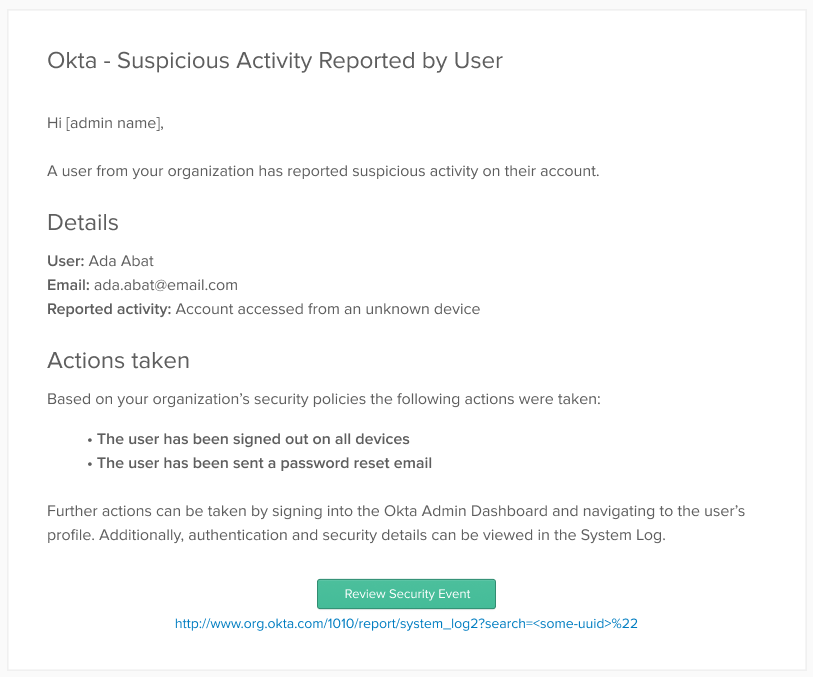 Okta - Suspicious Activity Reported by User
Hi [admin name],
A user from your organization has reported suspicious activity on their account.
Details
User: Ada Abat
Email: ada.abat@email.com
Reported activity: Account accessed from an unknown device
Actions taken
Based on your organization’s security policies the following actions were taken:
• The user has been signed out on all devices
• The user has been sent a password reset email
Further actions can be taken by signing into the Okta Admin Dashboard and navigating to the user’s
profile. Additionally, authentication and security details can be viewed in the System Log.
Review Security Event
http://www.org.okta.com/1010/report/system_log2?search=<some-uuid>%22